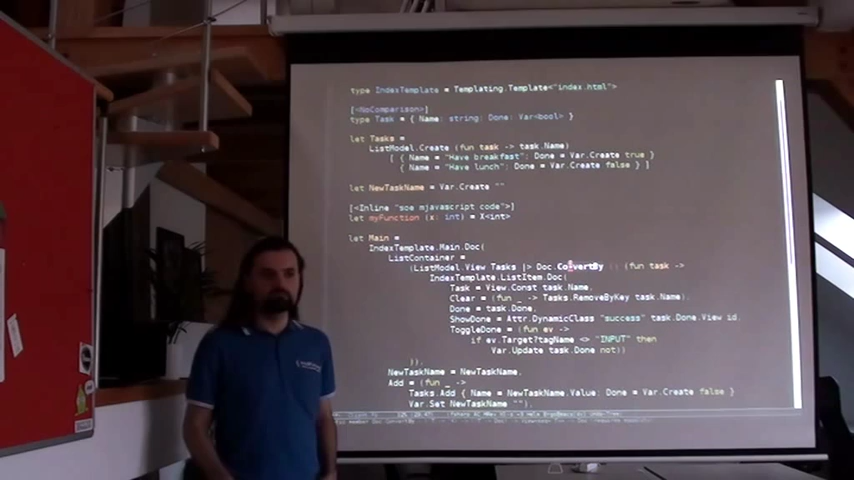 type IndexTemplate = Templating.Template<"index.html">
[<NoComparison>]
type Task = { Name: string; Done: Var<bool> }
let Tasks =
ListModel.Create (fun task -> task.Name)
[ { Name = "Have breakfast"; Done = Var.Create true }
{ Name = "Have lunch"; Done = Var.Create false } ]
let NewTaskName = Var.Create ""
[<Inline "soe mjavascript code">]
let myFunction (x: int) = X<int>
let Main =
IndexTemplate.Main.Doc(
ListContainer =
(ListModel.View Tasks |> Doc.ConvertBy () (fun task ->
IndexTemplate.ListItem.Doc(
Task = View.Const task.Name,
Clear = (fun _ -> Tasks.RemoveByKey task.Name),
Done = task.Done,
ShowDone = Attr.DynamicClass "success" task.Done.View id,
ToggleDone = (fun ev ->
if ev.Target?tagName <> "INPUT" then
Var.Update task.Done not))
)),
NewTaskName = NewTaskName,
Add = (fun _ ->
Tasks.Add { Name = NewTaskName.Value; Done = Var.Create false }
Var.Set NewTaskName ""),